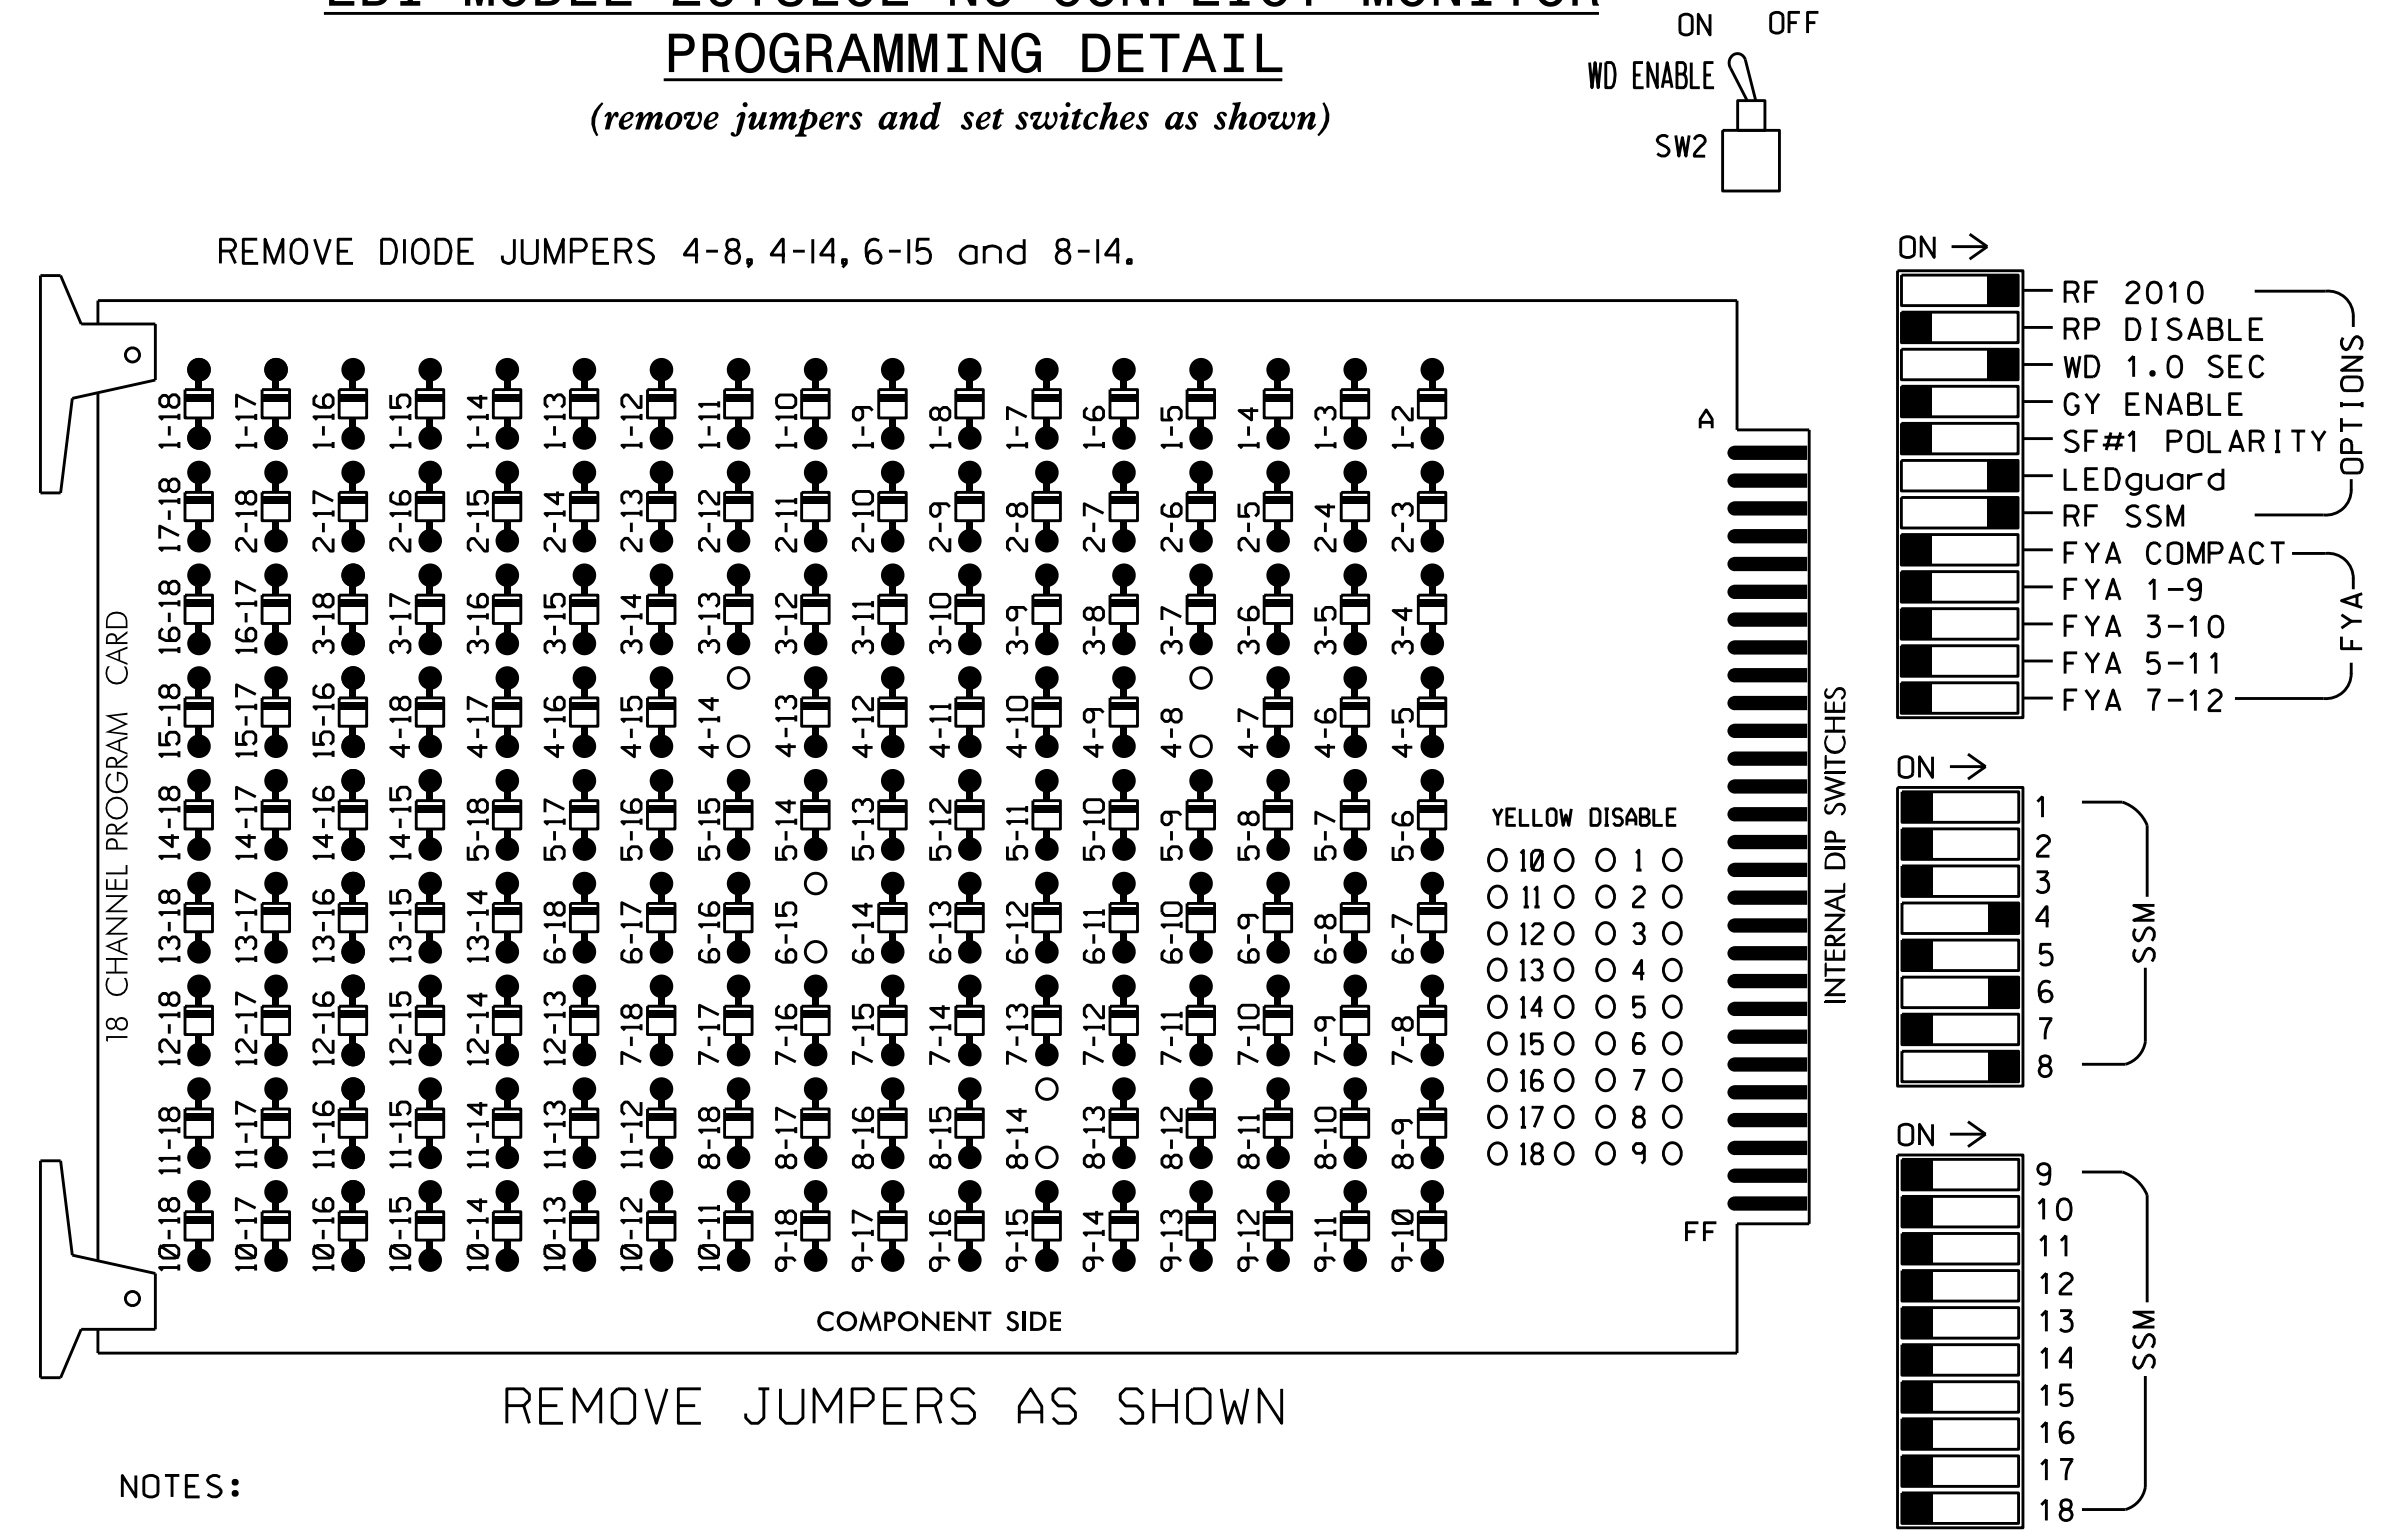 PROGRAMMING DETAIL
(remove jumpers and set switches as shown)
ON OFF
WD ENABLE
SW2
REMOVE DIODE JUMPERS 4-8, 4-14, 6-15 and 8-14.
1-18 1-17 1-16 1-15 1-14 1-13 1-12 1-11 1-10 1-9 1-8 1-7 1-6 1-5 1-4 1-3 1-2
17-18 2-18 2-17 2-16 2-15 2-14 2-13 2-12 2-11 2-10 2-9 2-8 2-7 2-6 2-5 2-4 2-3
16-18 16-17 3-18 3-17 3-16 3-15 3-14 3-13 3-12 3-11 3-10 3-9 3-8 3-7 3-6 3-5 3-4
15-18 15-17 15-16 4-18 4-17 4-16 4-15 4-14 4-13 4-12 4-11 4-10 4-9 4-8 4-7 4-6 4-5
14-18 14-17 14-16 14-15 5-18 5-17 5-16 5-15 5-14 5-13 5-12 5-11 5-10 5-9 5-8 5-7 5-6
13-18 13-17 13-16 13-15 13-14 6-18 6-17 6-16 6-15 6-14 6-13 6-12 6-11 6-10 6-9 6-8 6-7
12-18 12-17 12-16 12-15 12-14 12-13 7-18 7-17 7-16 7-15 7-14 7-13 7-12 7-11 7-10 7-9 7-8
11-18 11-17 11-16 11-15 11-14 11-13 11-12 8-18 8-17 8-16 8-15 8-14 8-13 8-12 8-11 8-10 8-9
10-18 10-17 10-16 10-15 10-14 10-13 10-12 10-11 9-18 9-17 9-16 9-15 9-14 9-13 9-12 9-11 9-10
18 CHANNEL PROGRAM CARD
A
YELLOW DISABLE
10 1
11 2
12 3
13 4
14 5
15 6
16 7
17 8
18 9
FF
COMPONENT SIDE
INTERNAL DIP SWITCHES
ON
RF 2010
RP DISABLE
WD 1.0 SEC
GY ENABLE
SF#1 POLARITY
LEDguard
RF SSM
OPTIONS
FYA COMPACT
FYA 1-9
FYA 3-10
FYA 5-11
FYA 7-12
FYA
ON
1
2
3
4
5
6
7
8
SSM
ON
9
10
11
12
13
14
15
16
17
18
SSM
REMOVE JUMPERS AS SHOWN
NOTES: